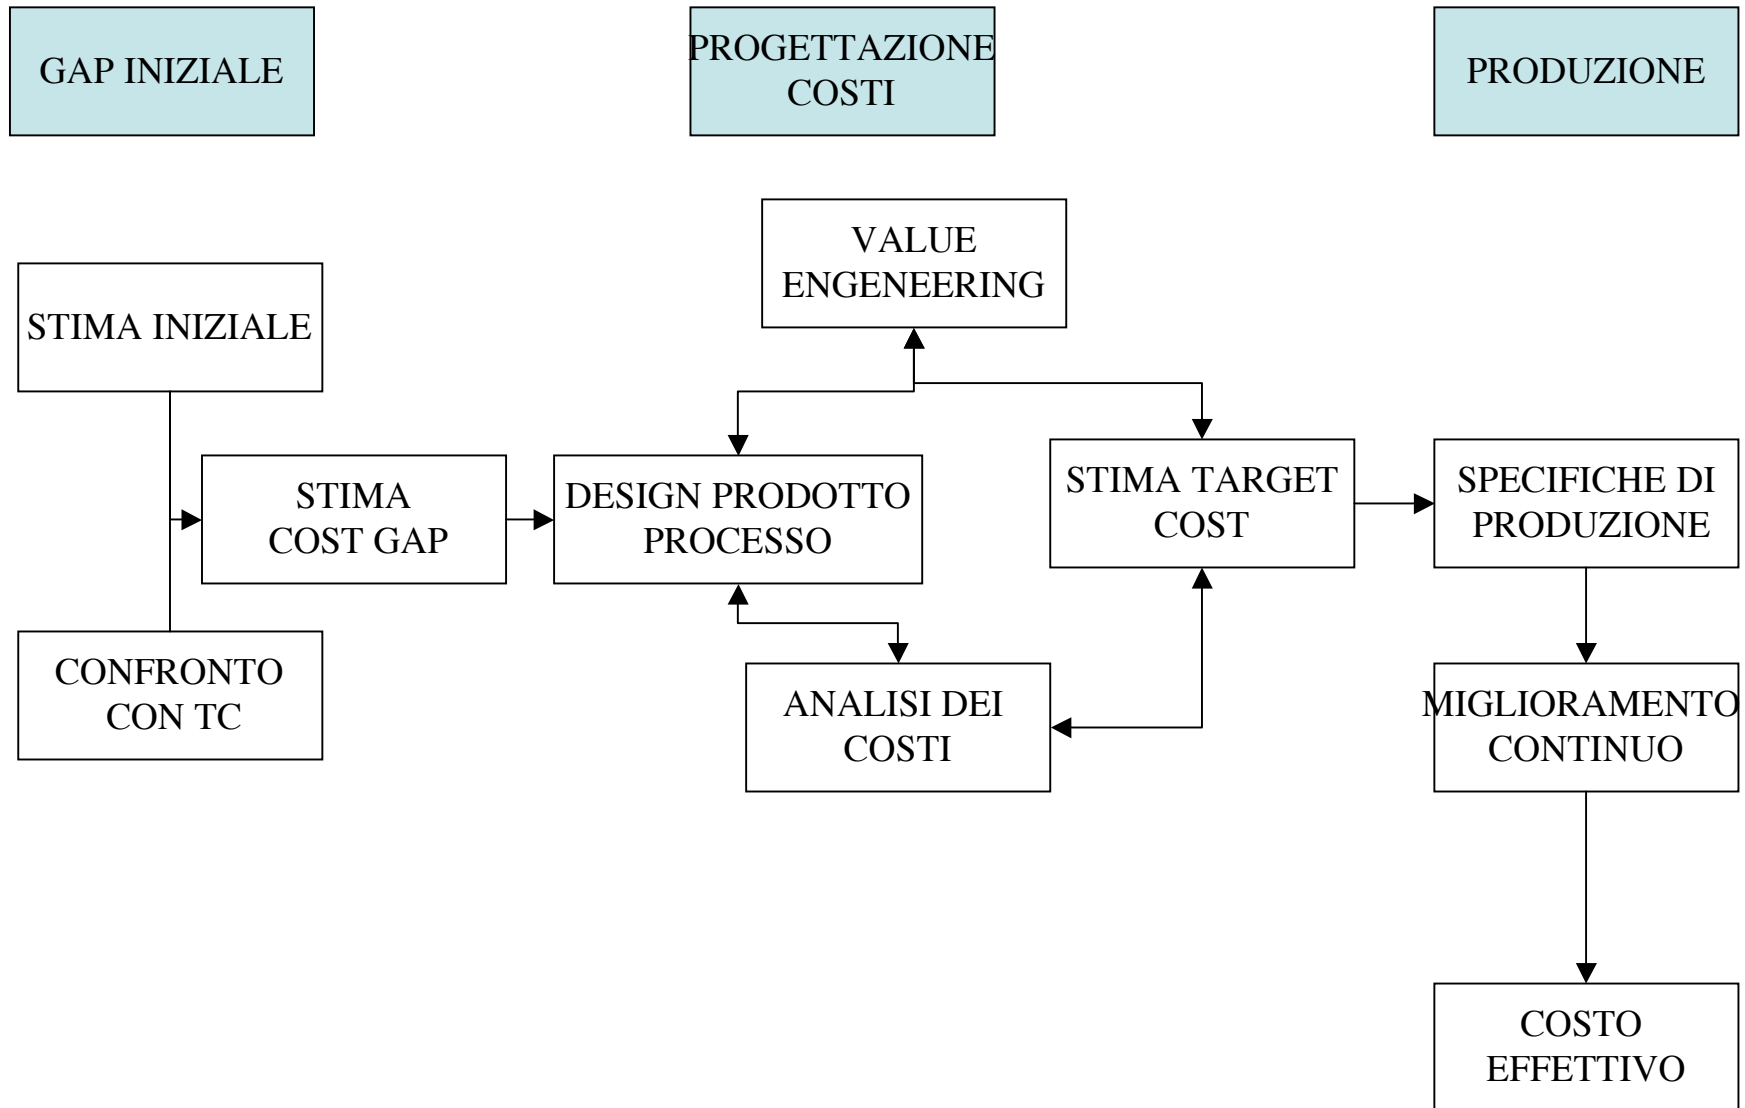 GAP INIZIALE
PROGETTAZIONE
COSTI
PRODUZIONE
VALUE
ENGENEERING
STIMA INIZIALE
STIMA
COST GAP
DESIGN PRODOTTO
PROCESSO
STIMA TARGET
COST
SPECIFICHE DI
PRODUZIONE
CONFRONTO
CON TC
ANALISI DEI
COSTI
MIGLIORAMENTO
CONTINUO
COSTO
EFFETTIVO